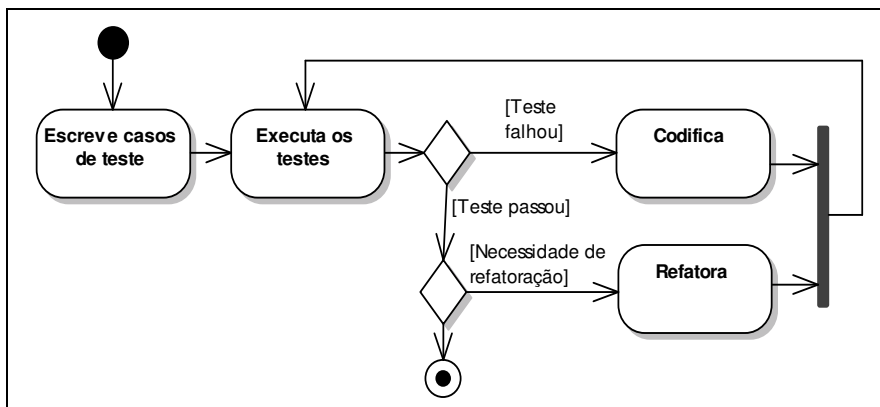 Escreve casos
de teste
Executa os
testes
[Teste
falhou]
Codifica
[Teste passou]
[Necessidade de
refatoração]
Refatora